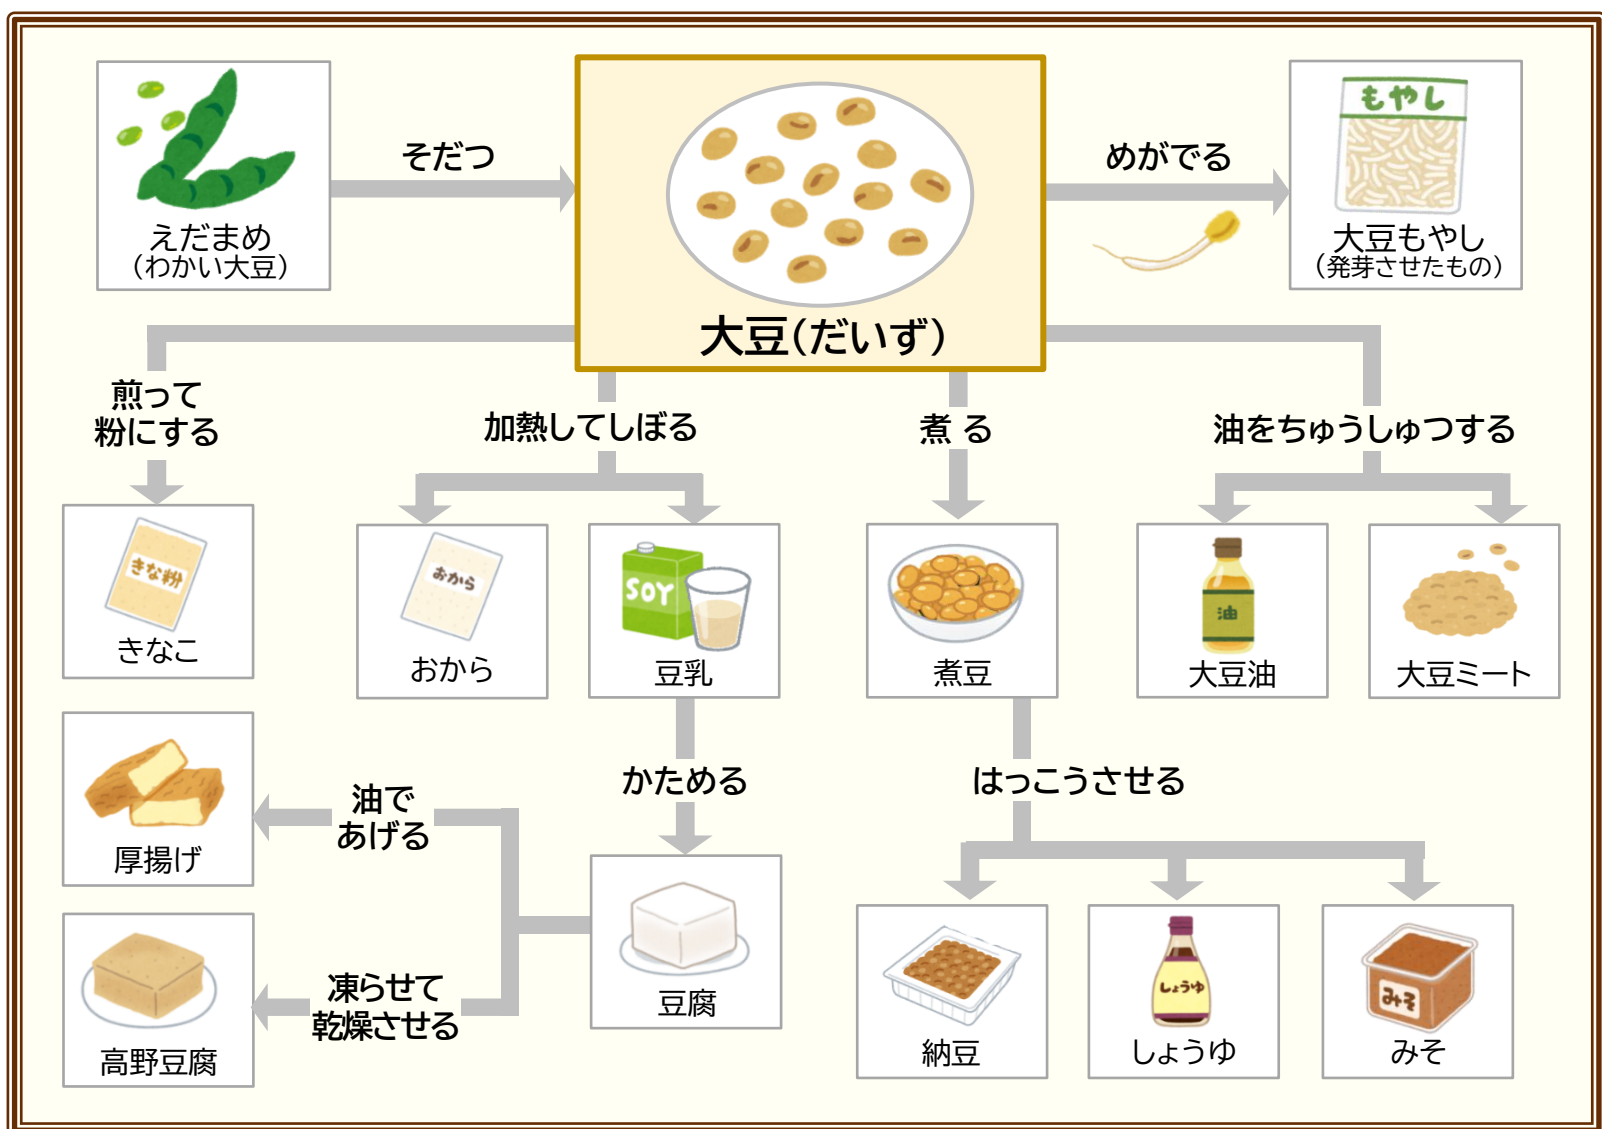 えだまめ
（わかい大豆）
そだつ
大豆（だいず）
めがでる
もやし
大豆もやし
（発芽させたもの）
煎って
粉にする
加熱してしぼる
煮る
油をちゅうしゅつする
きな粉
きなこ
おから
おから
SOY
豆乳
煮豆
油
大豆油
大豆ミート
油で
あげる
厚揚げ
かためる
はっこうさせる
凍らせて
乾燥させる
高野豆腐
豆腐
納豆
しょうゆ
しょうゆ
みそ
みそ